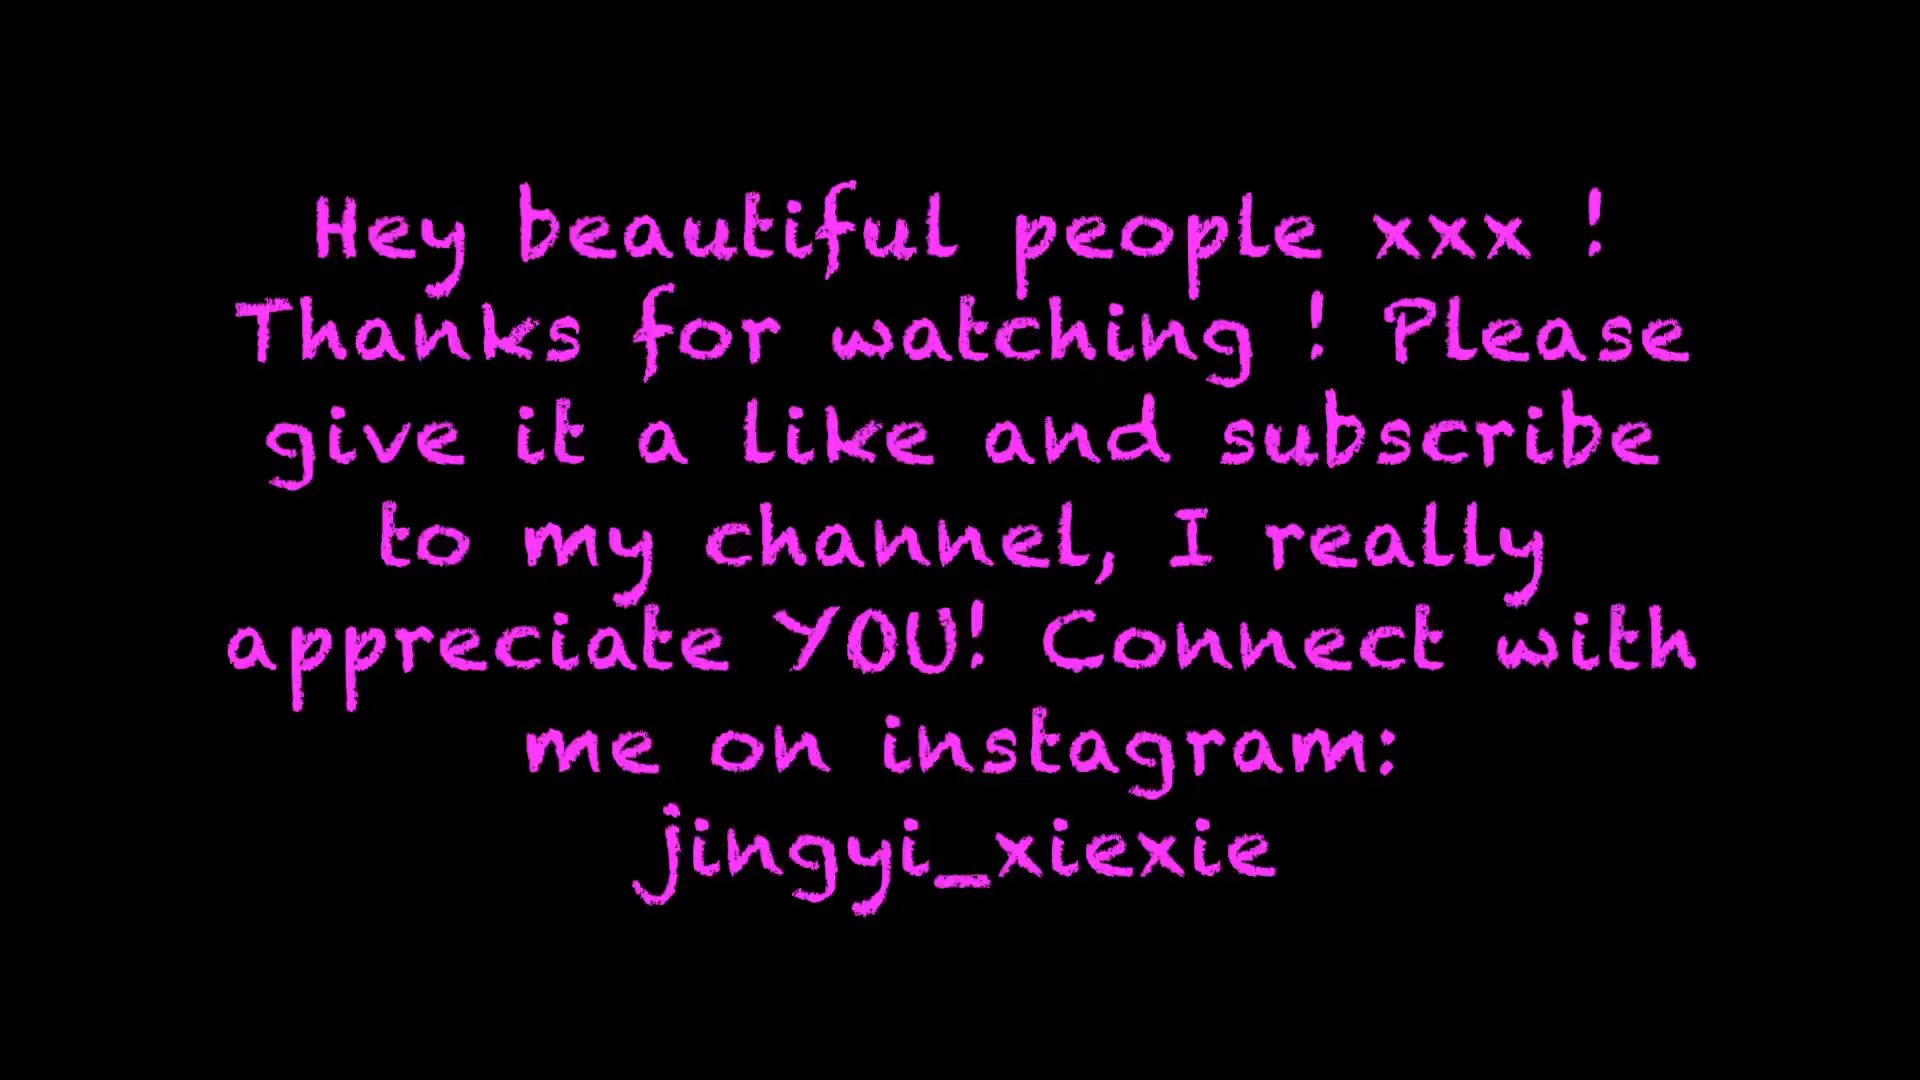 Hey beautiful people xxx !
Thanks for watching ! Please
give it a like and subscribe
to my channel, I really
appreciate YOU! Connect with
me on instagram:
jingyi_xiexie